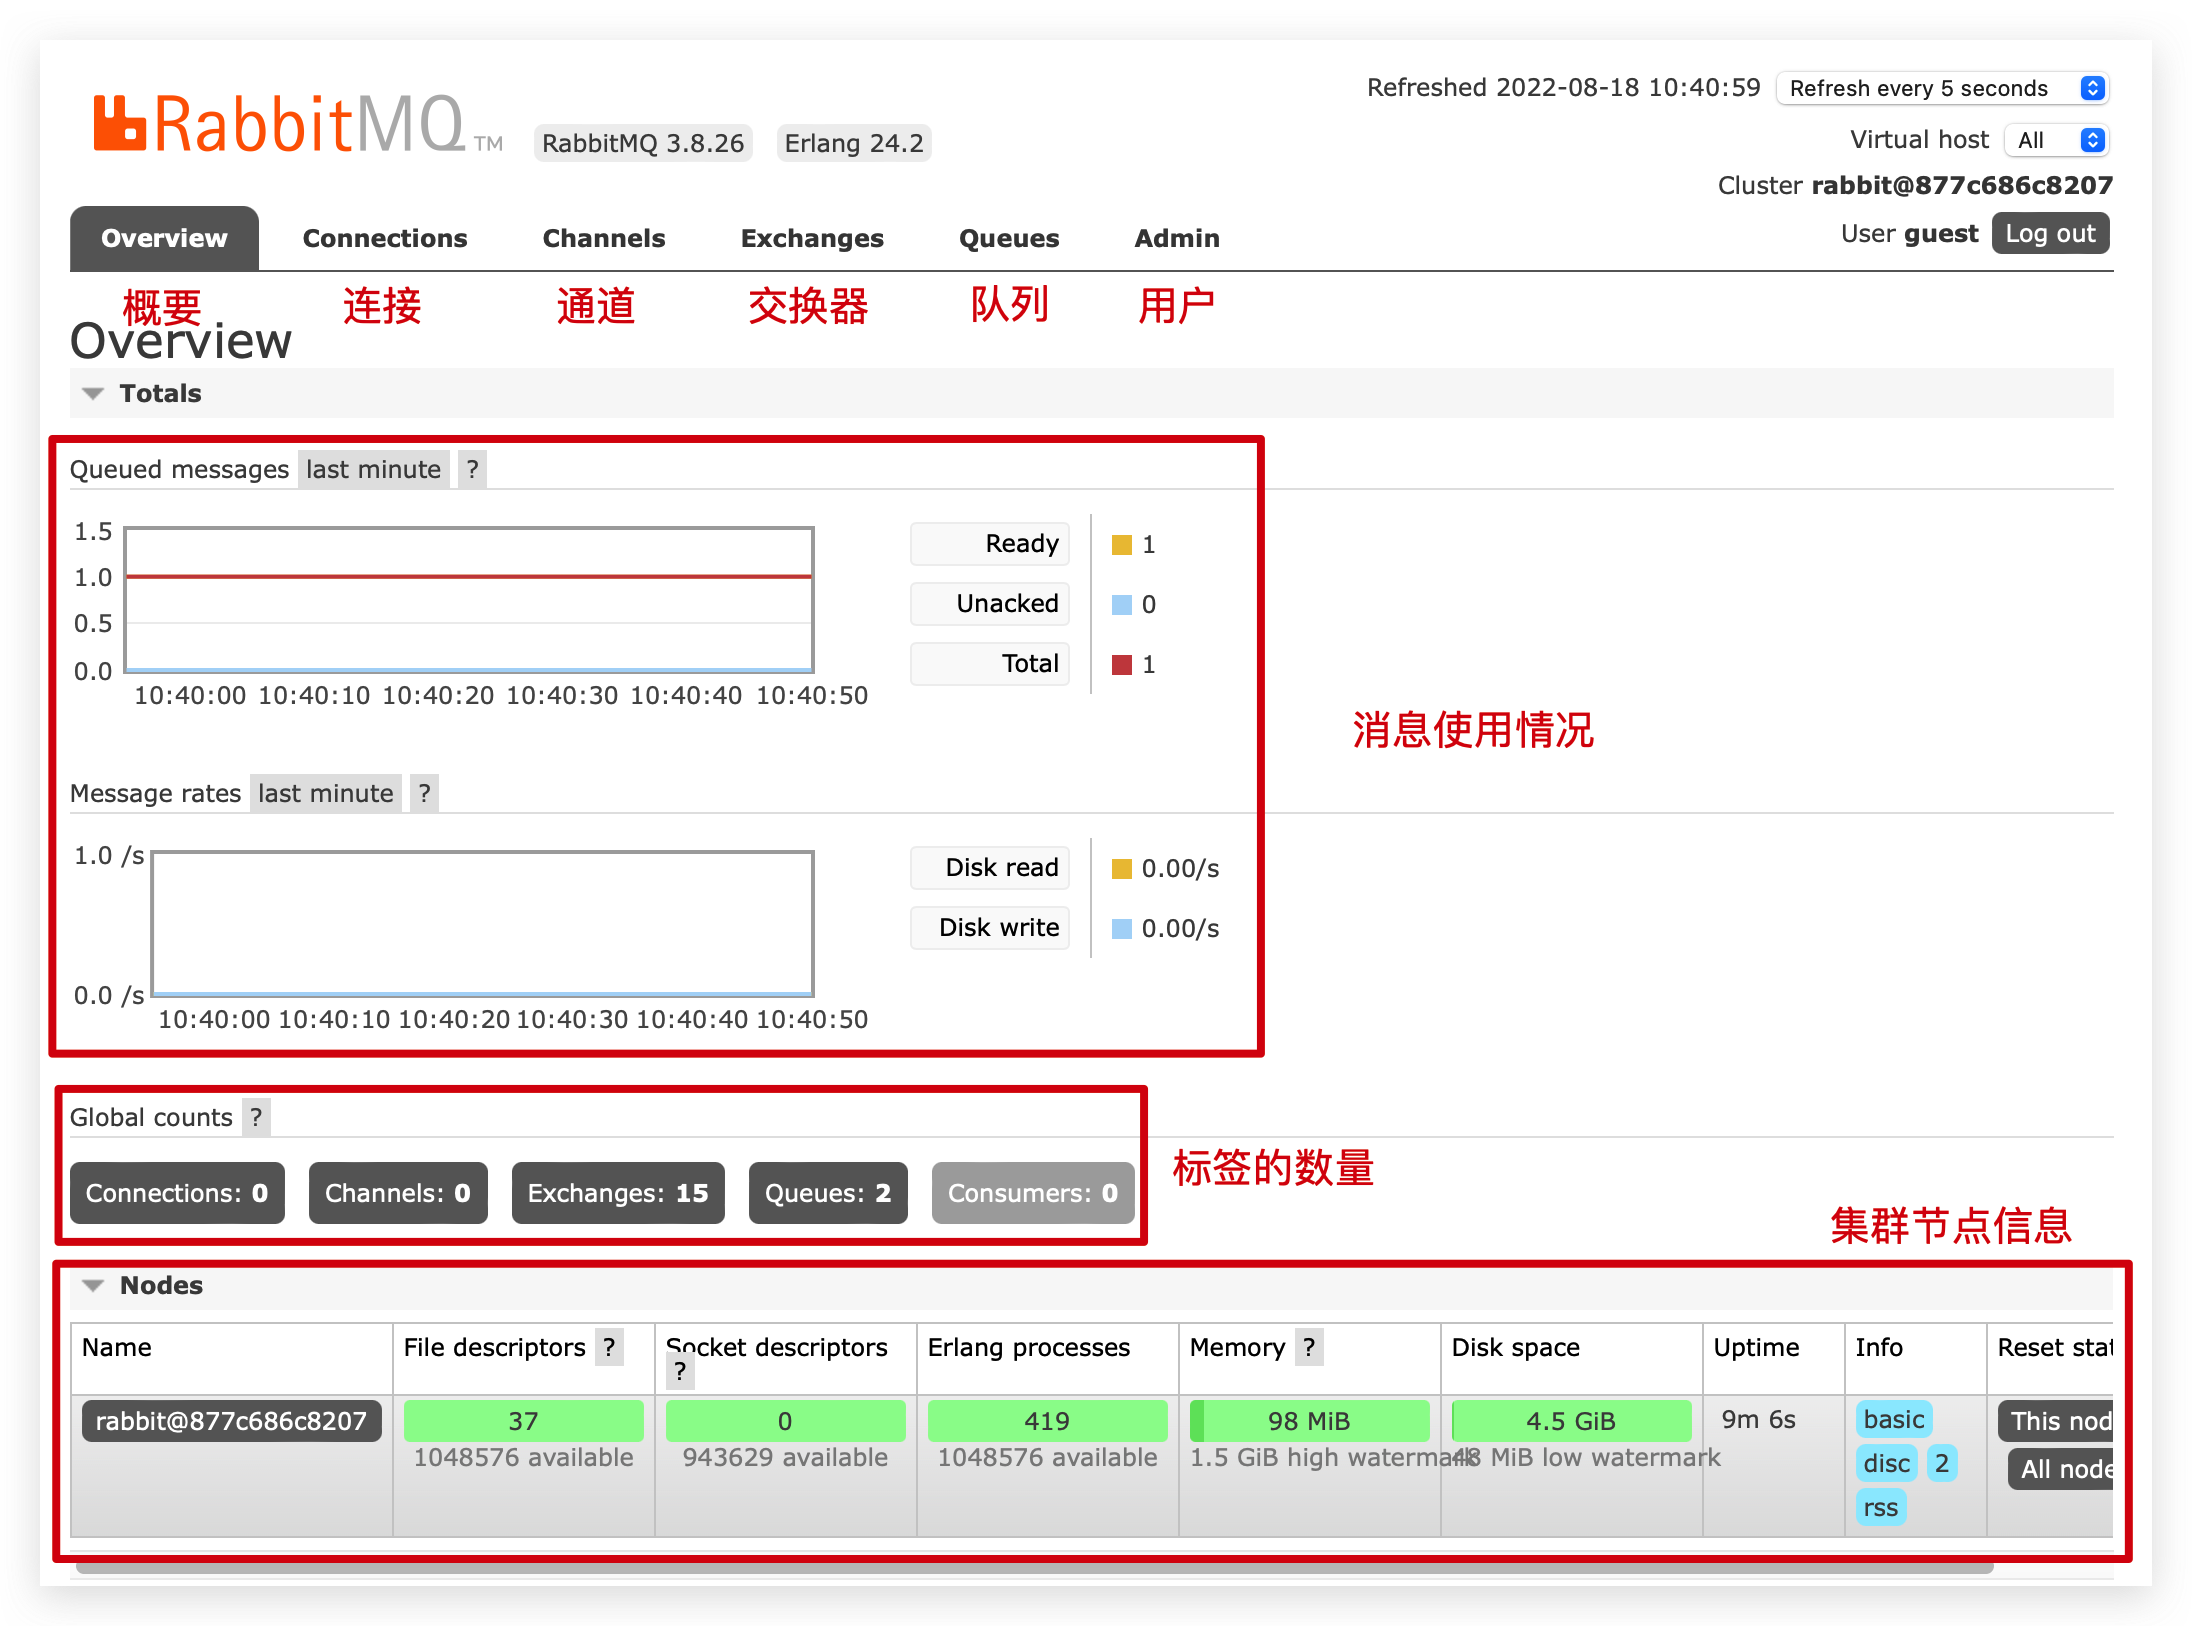 RabbitMQ TM
RabbitMQ 3.8.26
Erlang 24.2
Refreshed 2022-08-18 10:40:59
Refresh every 5 seconds
Virtual host All
Cluster rabbit@877c686c8207
User guest Log out
Overview Connections Channels Exchanges Queues Admin
概要 连接 通道 交换器 队列 用户
Overview
Totals
Queued messages last minute ?
1.5
1.0
0.5
0.0
10:40:00 10:40:10 10:40:20 10:40:30 10:40:40 10:40:50
Ready 1
Unacked 0
Total 1
消息使用情况
Message rates last minute ?
1.0 /s
0.0 /s
10:40:00 10:40:10 10:40:20 10:40:30 10:40:40 10:40:50
Disk read 0.00/s
Disk write 0.00/s
Global counts ?
Connections: 0 Channels: 0 Exchanges: 15 Queues: 2 Consumers: 0
标签的数量
集群节点信息
Nodes
Name File descriptors ? Socket descriptors ? Erlang processes Memory ? Disk space Uptime Info Reset stat
rabbit@877c686c8207 37 0 419 98 MiB 4.5 GiB 9m 6s basic This nod
1048576 available 943629 available 1048576 available 1.5 GiB high watermark 48 MiB low watermark disc 2 All node
rss